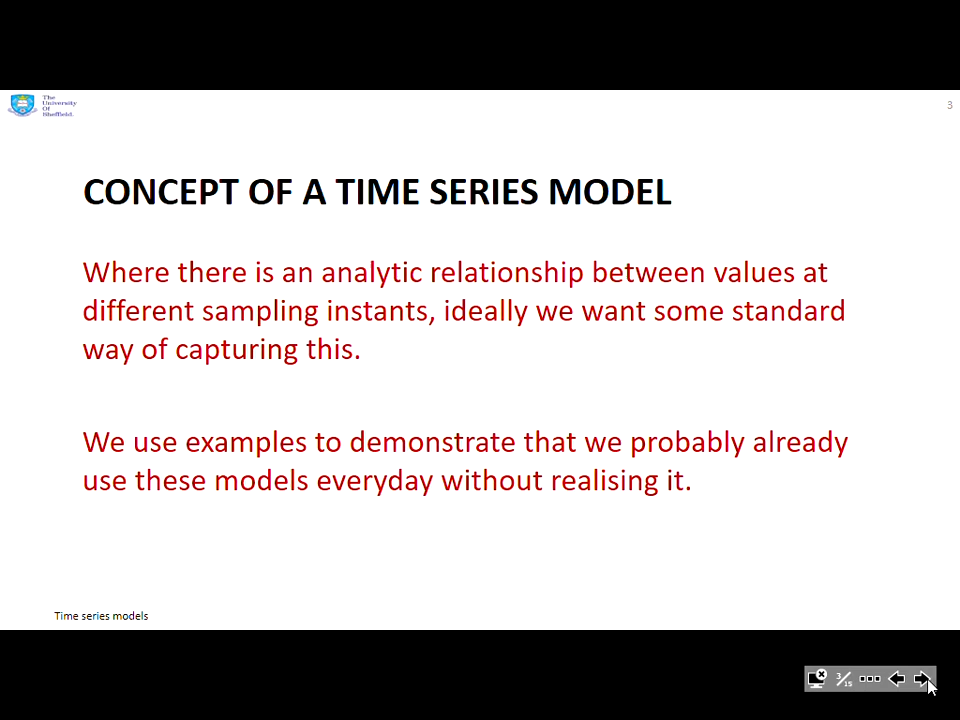 The
University
Of
Sheffield.
3
CONCEPT OF A TIME SERIES MODEL
Where there is an analytic relationship between values at
different sampling instants, ideally we want some standard
way of capturing this.
We use examples to demonstrate that we probably already
use these models everyday without realising it.
Time series models
3/15